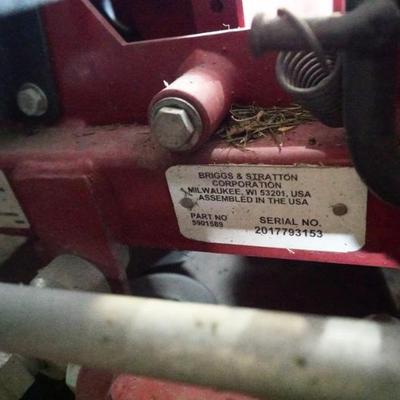 BRIGGS & STRATTON
CORPORATION
MILWAUKEE, WI 53201, USA
ASSEMBLED IN THE USA
PART NO SERIAL NO.
5901589 2017793153